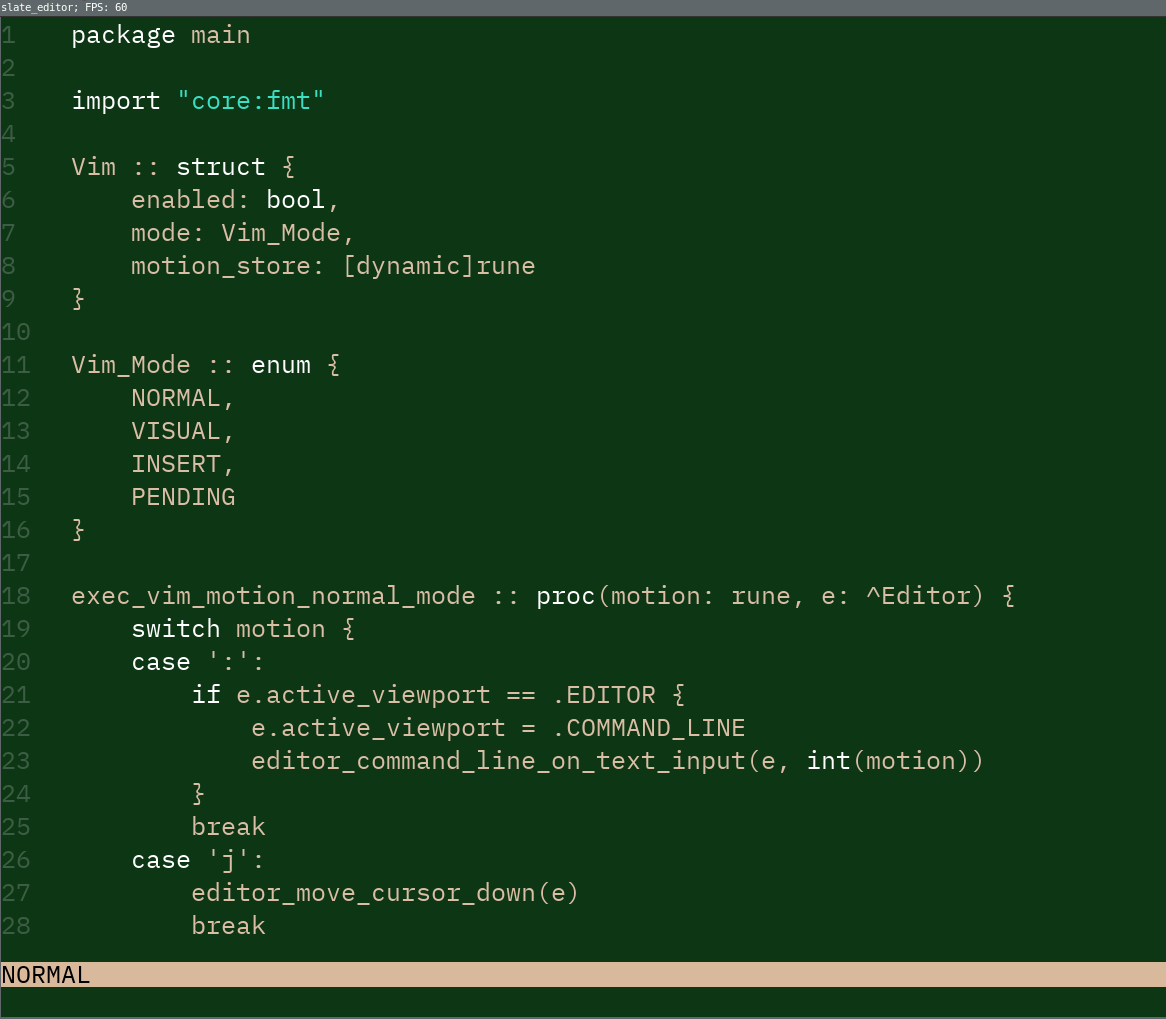 slate_editor; FPS: 60
1 package main
2
3 import "core:fmt"
4
5 Vim :: struct {
6     enabled: bool,
7     mode: Vim_Mode,
8     motion_store: [dynamic]rune
9 }
10
11 Vim_Mode :: enum {
12     NORMAL,
13     VISUAL,
14     INSERT,
15     PENDING
16 }
17
18 exec_vim_motion_normal_mode :: proc(motion: rune, e: ^Editor) {
19     switch motion {
20     case ':':
21         if e.active_viewport == .EDITOR {
22             e.active_viewport = .COMMAND_LINE
23             editor_command_line_on_text_input(e, int(motion))
24         }
25         break
26     case 'j':
27         editor_move_cursor_down(e)
28         break
NORMAL